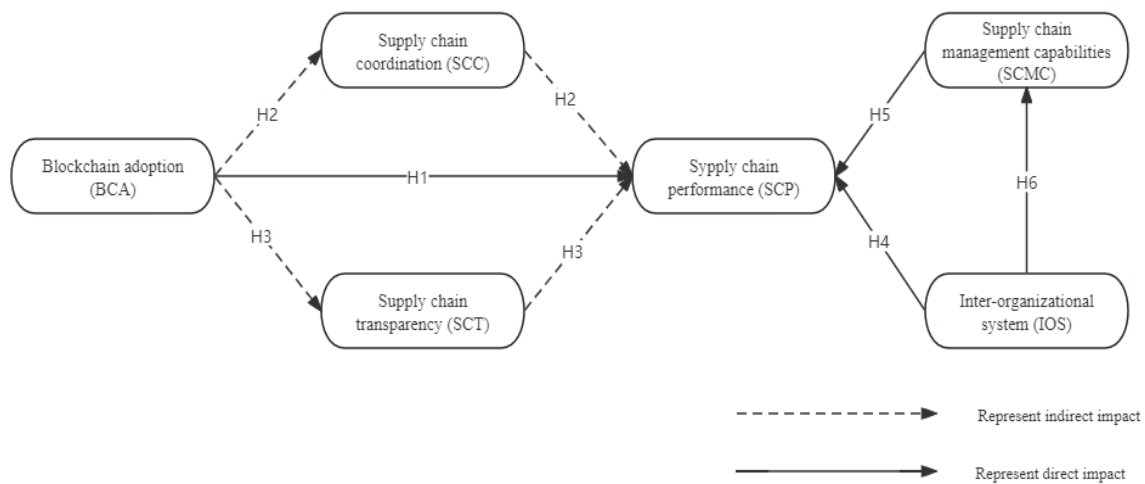 Supply chain
coordination (SCC)
Supply chain
management capabilities
(SCMC)
H2
H2
H5
Blockchain adoption
(BCA)
H1
Sypply chain
performance (SCP)
H6
H3
H3
H4
Supply chain
transparency (SCT)
Inter-organizational
system (IOS)
Represent indirect impact
Represent direct impact